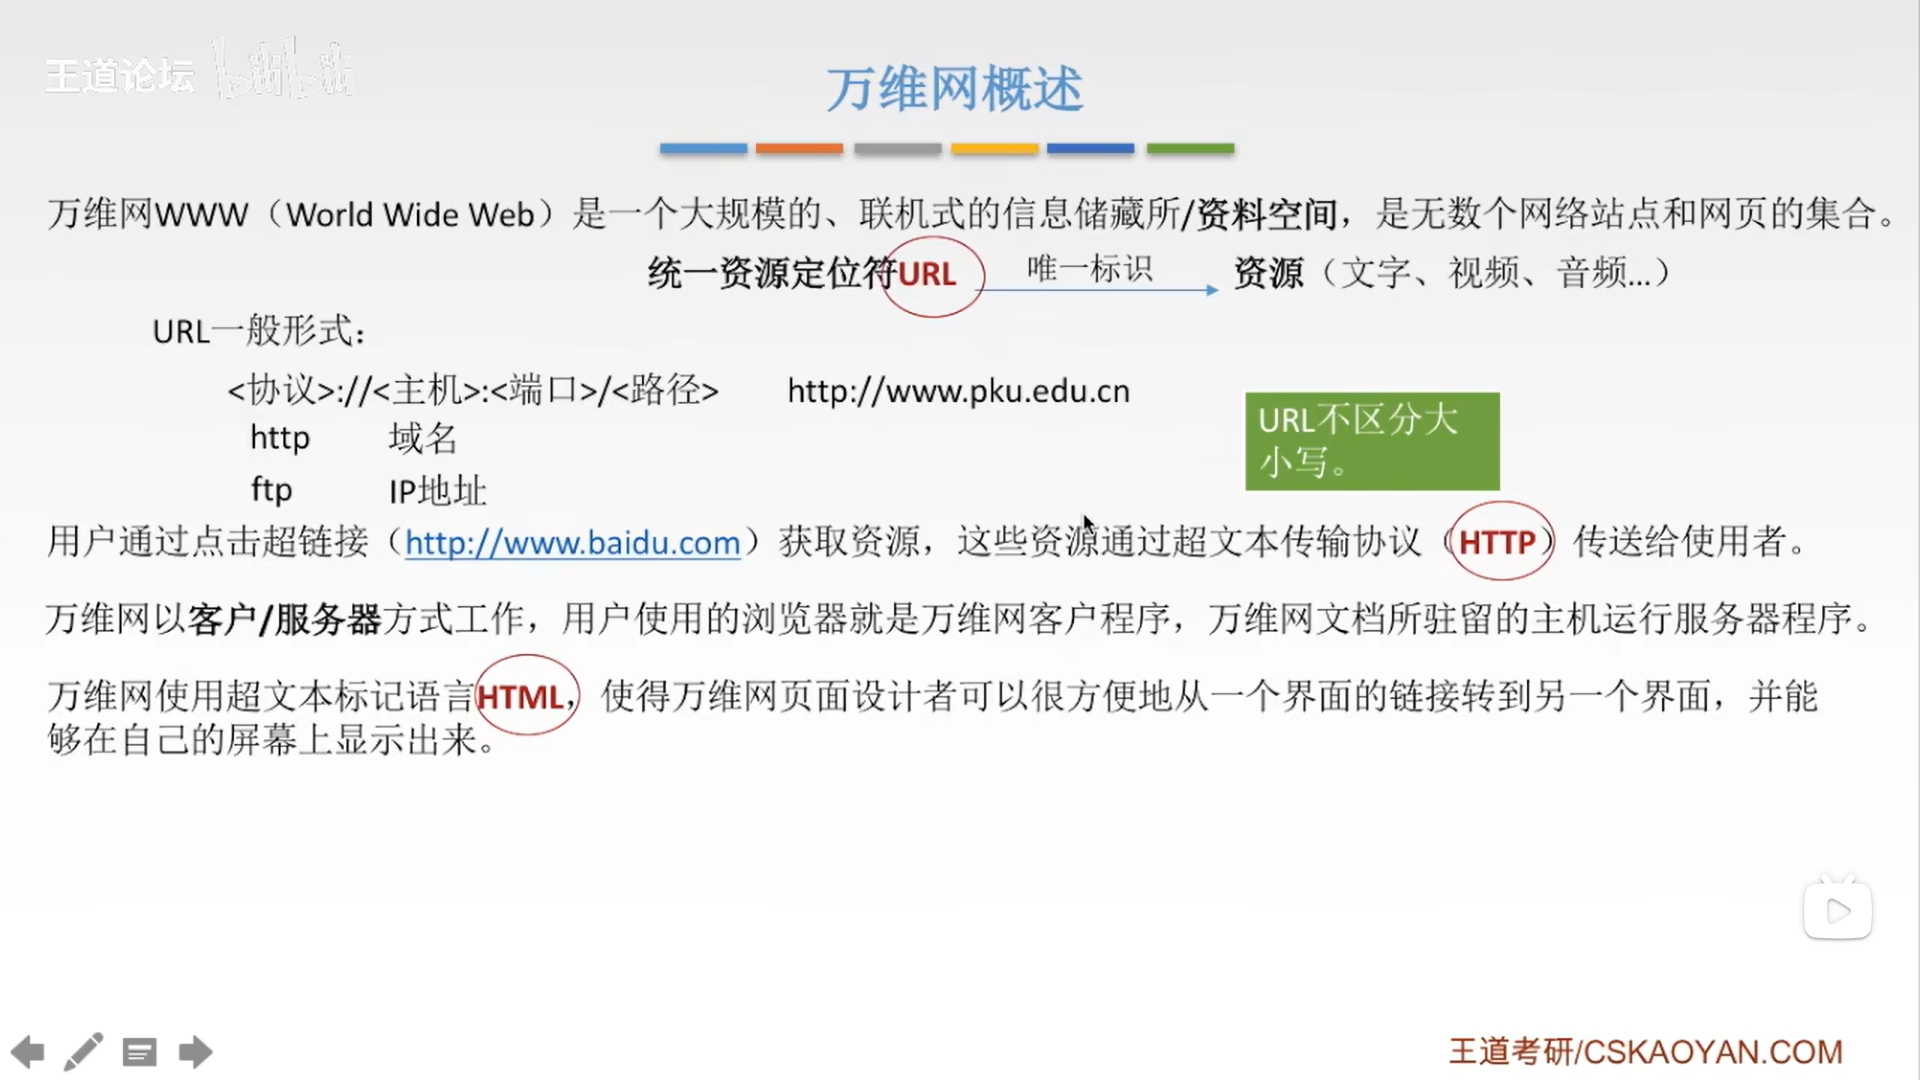 王道论坛 bilibili
万维网概述
万维网WWW（World Wide Web）是一个大规模的、联机式的信息储藏所/资料空间，是无数个网络站点和网页的集合。
统一资源定位符URL 唯一标识 资源（文字、视频、音频...）
URL一般形式：
<协议>://<主机>:<端口>/<路径> http://www.pku.edu.cn
http 域名
ftp IP地址
URL不区分大
小写。
用户通过点击超链接（http://www.baidu.com）获取资源，这些资源通过超文本传输协议（HTTP）传送给使用者。
万维网以客户/服务器方式工作，用户使用的浏览器就是万维网客户程序，万维网文档所驻留的主机运行服务器程序。
万维网使用超文本标记语言HTML，使得万维网页面设计者可以很方便地从一个界面的链接转到另一个界面，并能
够在自己的屏幕上显示出来。
王道考研/CSKAOYAN.COM